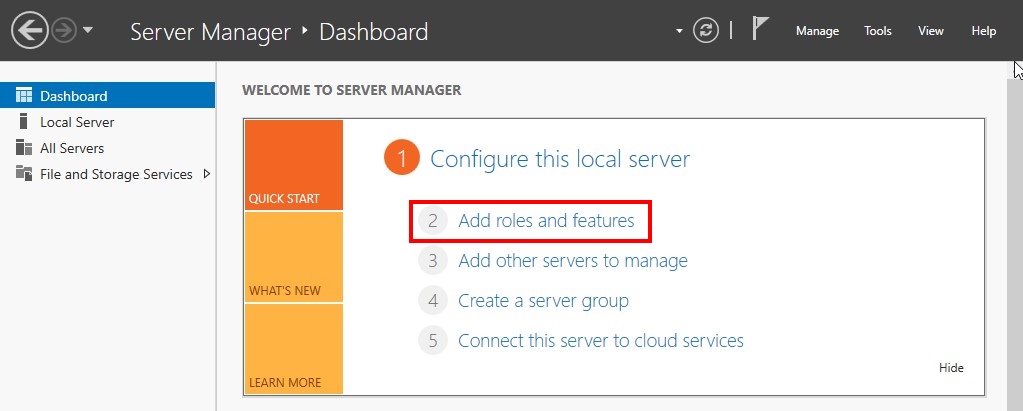 Server Manager ‣ Dashboard
Manage Tools View Help
Dashboard
Local Server
All Servers
File and Storage Services
WELCOME TO SERVER MANAGER
QUICK START
WHAT'S NEW
LEARN MORE
1 Configure this local server
2 Add roles and features
3 Add other servers to manage
4 Create a server group
5 Connect this server to cloud services
Hide